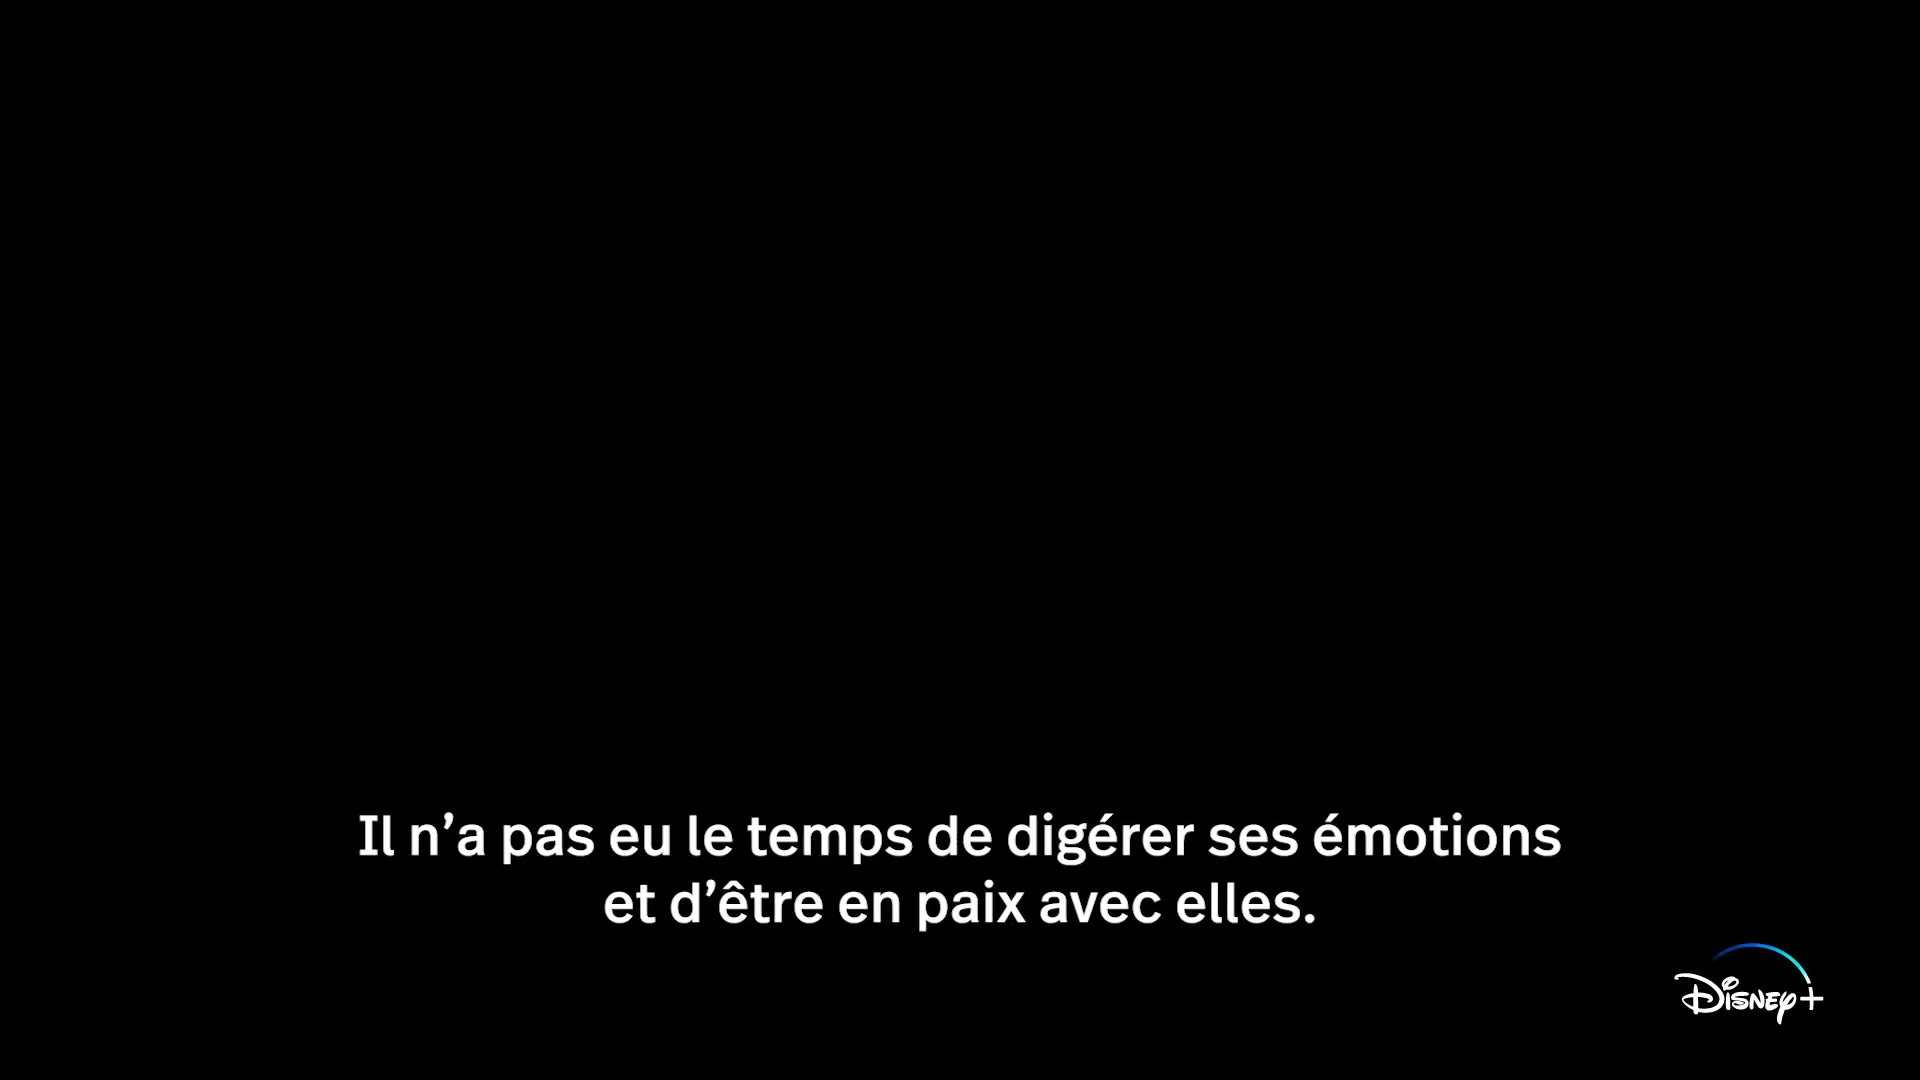 Il n’a pas eu le temps de digérer ses émotions
et d’être en paix avec elles.
Disney+